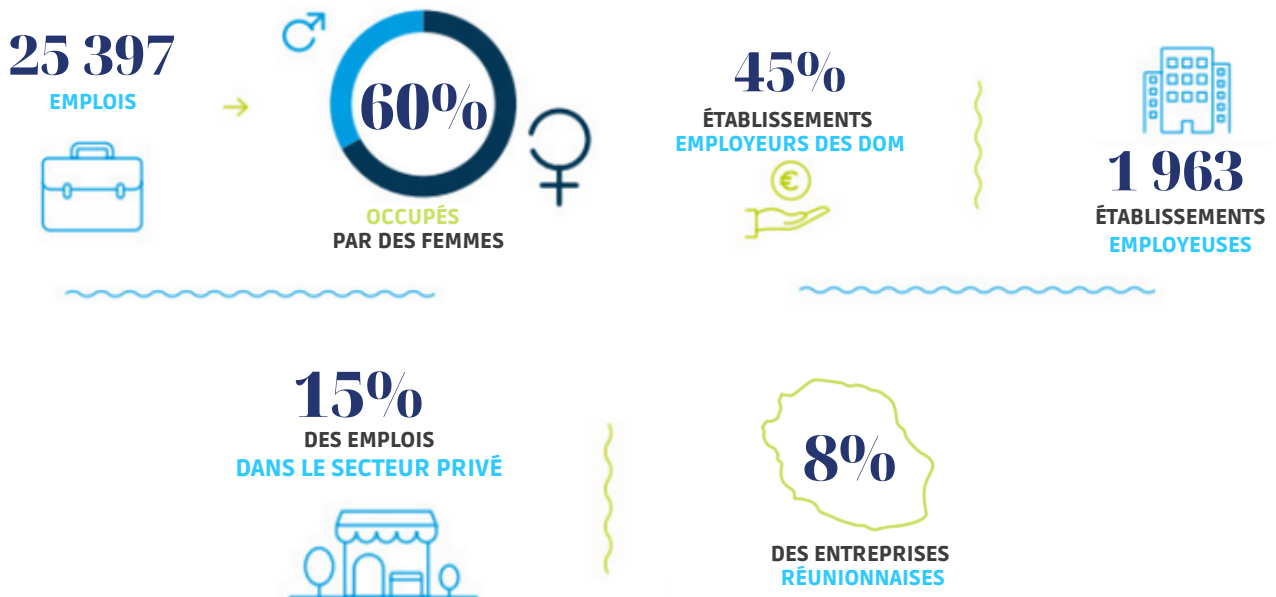 25 397
EMPLOIS
60%
OCCUPÉS
PAR DES FEMMES
45%
ÉTABLISSEMENTS
EMPLOYEURS DES DOM
€
1 963
ÉTABLISSEMENTS
EMPLOYEUSES
15%
DES EMPLOIS
DANS LE SECTEUR PRIVÉ
8%
DES ENTREPRISES
RÉUNIONNAISES